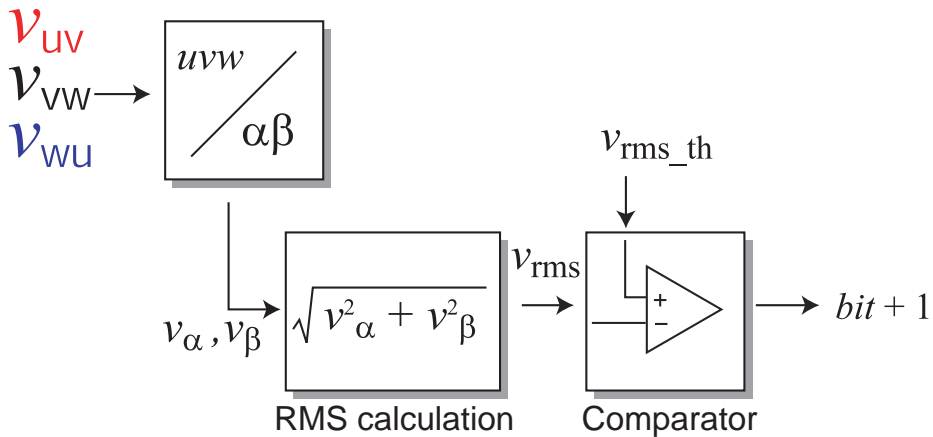 v_uv
v_vw
v_wu
uvw
αβ
v_rms_th
v_α , v_β
√(v²_α + v²_β)
v_rms
+
−
bit + 1
RMS calculation
Comparator